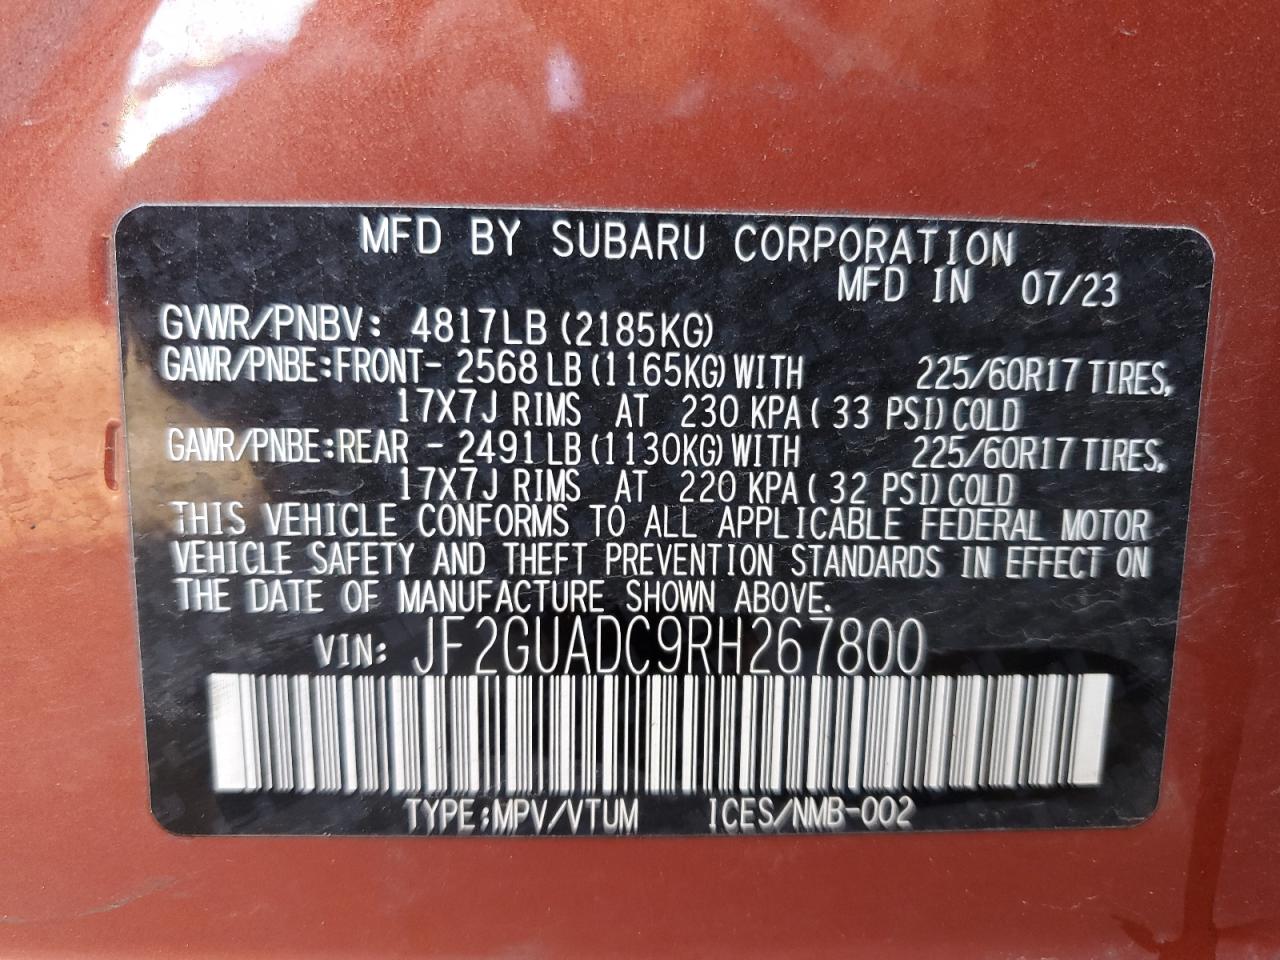 MFD BY SUBARU CORPORATION
MFD IN 07/23
GVWR/PNBV: 4817LB (2185KG)
GAWR/PNBE:FRONT- 2568 LB (1165KG) WITH 225/60R17 TIRES,
17X7J RIMS AT 230 KPA ( 33 PSI) COLD
GAWR/PNBE:REAR - 2491 LB (1130KG) WITH 225/60R17 TIRES,
17X7J RIMS AT 220 KPA ( 32 PSI) COLD
THIS VEHICLE CONFORMS TO ALL APPLICABLE FEDERAL MOTOR
VEHICLE SAFETY AND THEFT PREVENTION STANDARDS IN EFFECT ON
THE DATE OF MANUFACTURE SHOWN ABOVE.
VIN: JF2GUADC9RH267800
TYPE:MPV/VTUM ICES/NMB-002